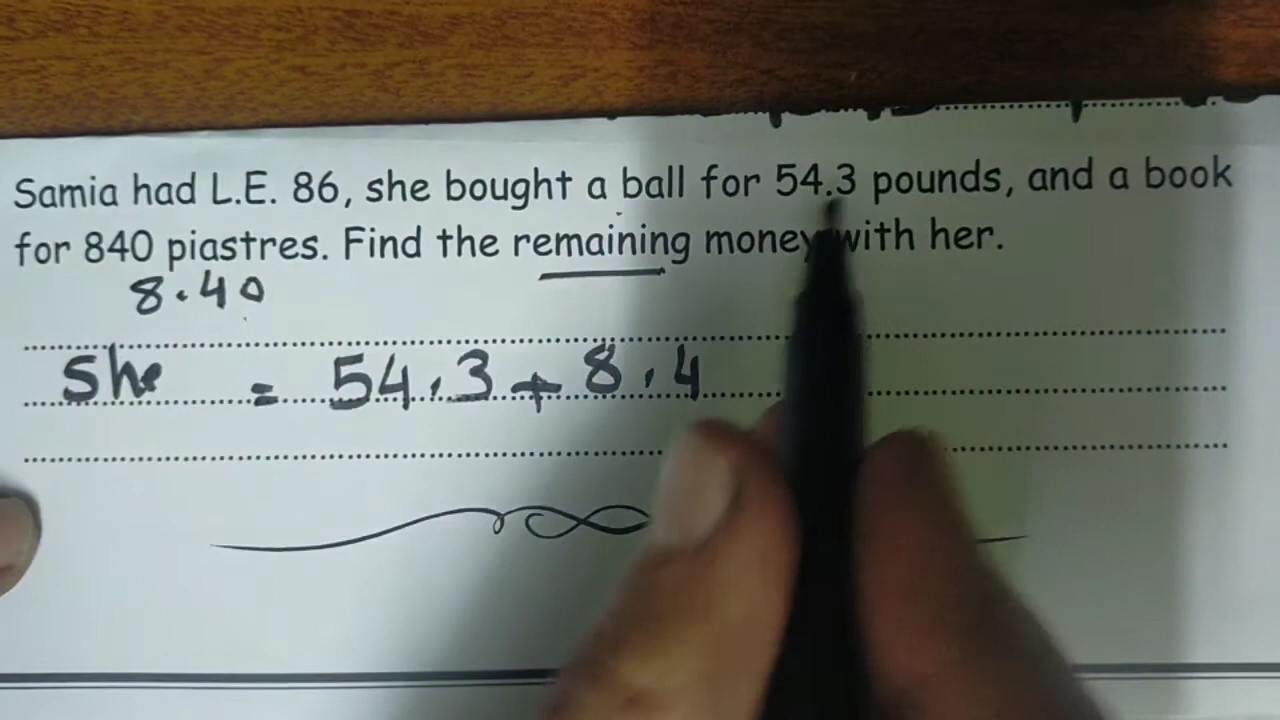 Samia had L.E. 86, she bought a ball for 54.3 pounds, and a book
for 840 piastres. Find the remaining money with her.
8.40
She = 54.3 + 8.4